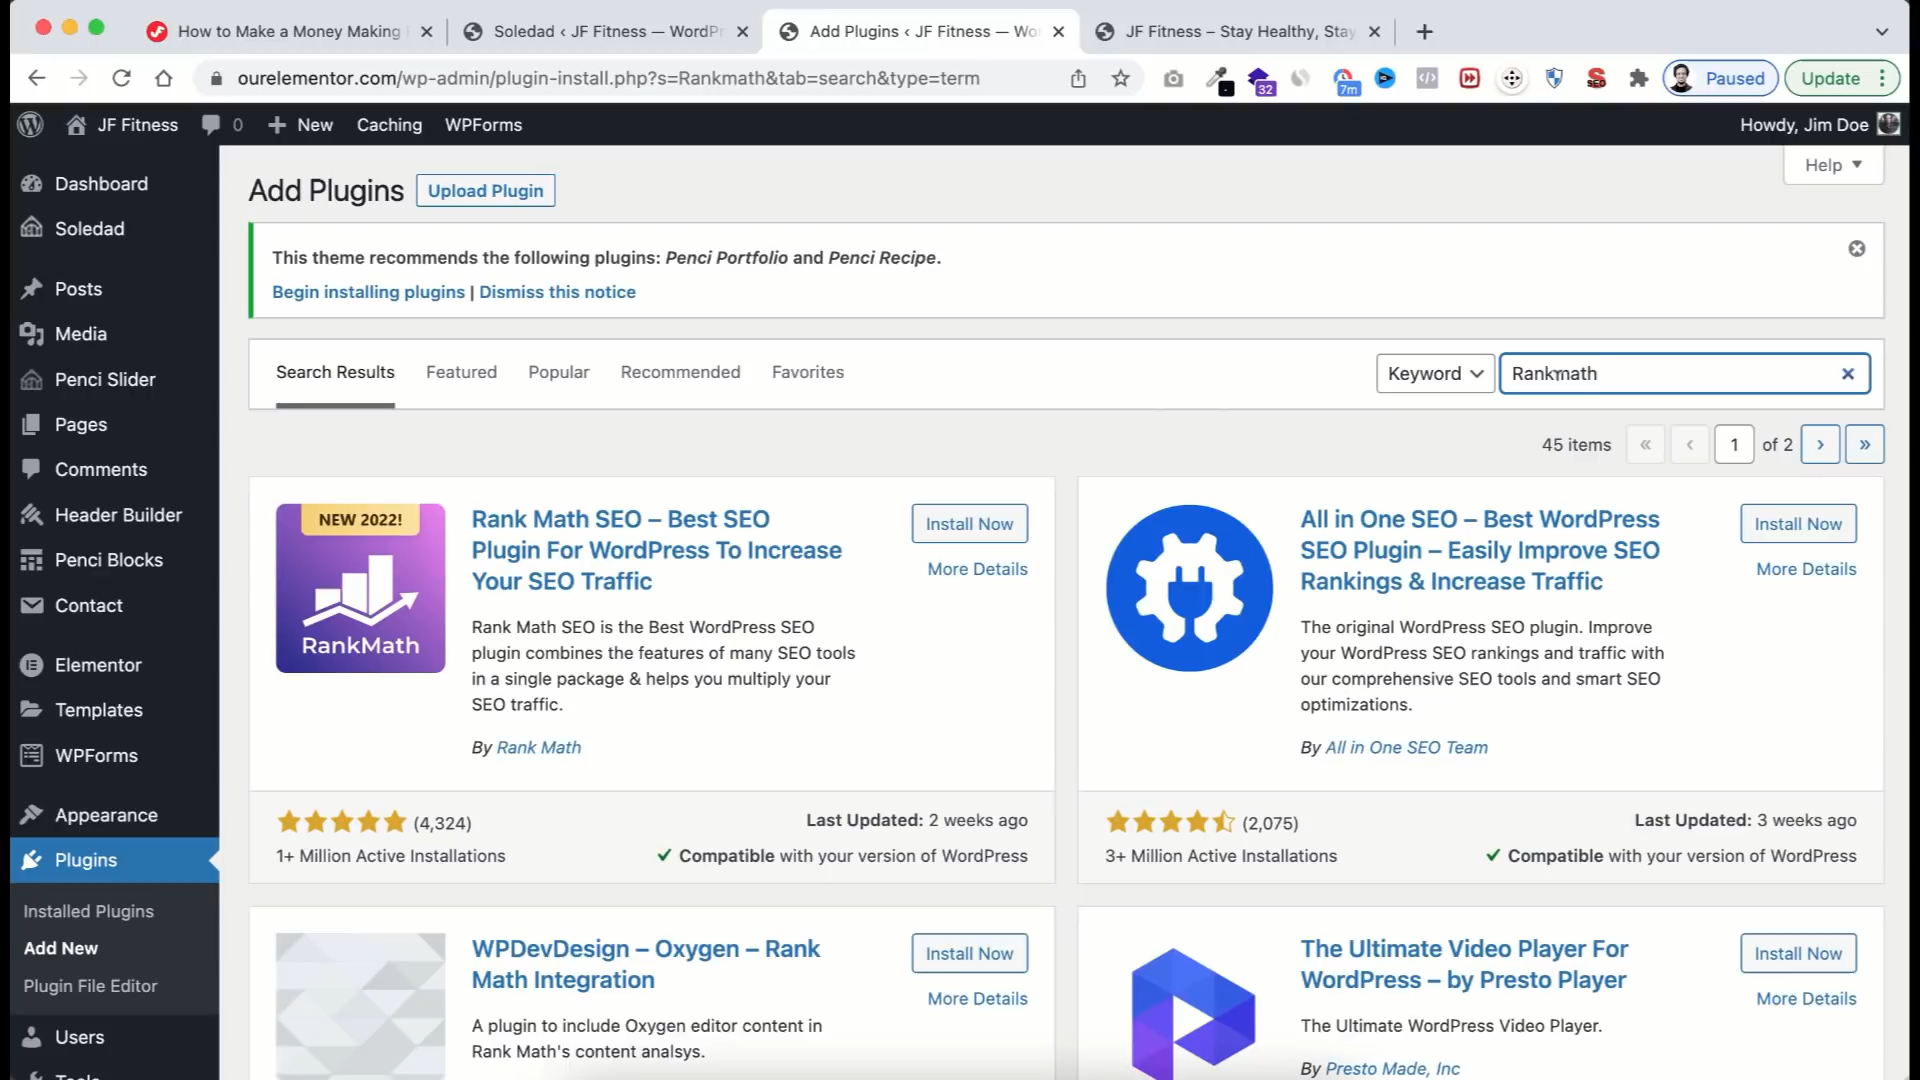 How to Make a Money Making
Soledad ‹ JF Fitness — WordPr
Add Plugins ‹ JF Fitness — Wo
JF Fitness – Stay Healthy, Stay
ourelementor.com/wp-admin/plugin-install.php?s=Rankmath&tab=search&type=term
32
7m
SEO
Paused
Update
JF Fitness
0
New
Caching
WPForms
Howdy, Jim Doe
Dashboard
Soledad
Posts
Media
Penci Slider
Pages
Comments
Header Builder
Penci Blocks
Contact
Elementor
Templates
WPForms
Appearance
Plugins
Installed Plugins
Add New
Plugin File Editor
Users
Tools
Help
Add Plugins
Upload Plugin
This theme recommends the following plugins: Penci Portfolio and Penci Recipe.
Begin installing plugins | Dismiss this notice
Search Results
Featured
Popular
Recommended
Favorites
Keyword
Rankmath
45 items
«
‹
1
of 2
›
»
NEW 2022!
RankMath
Rank Math SEO – Best SEO
Plugin For WordPress To Increase
Your SEO Traffic
Install Now
More Details
Rank Math SEO is the Best WordPress SEO
plugin combines the features of many SEO tools
in a single package & helps you multiply your
SEO traffic.
By Rank Math
(4,324)
1+ Million Active Installations
Last Updated: 2 weeks ago
Compatible with your version of WordPress
All in One SEO – Best WordPress
SEO Plugin – Easily Improve SEO
Rankings & Increase Traffic
Install Now
More Details
The original WordPress SEO plugin. Improve
your WordPress SEO rankings and traffic with
our comprehensive SEO tools and smart SEO
optimizations.
By All in One SEO Team
(2,075)
3+ Million Active Installations
Last Updated: 3 weeks ago
Compatible with your version of WordPress
WPDevDesign – Oxygen – Rank
Math Integration
Install Now
More Details
A plugin to include Oxygen editor content in
Rank Math's content analsys.
The Ultimate Video Player For
WordPress – by Presto Player
Install Now
More Details
The Ultimate WordPress Video Player.
By Presto Made, Inc